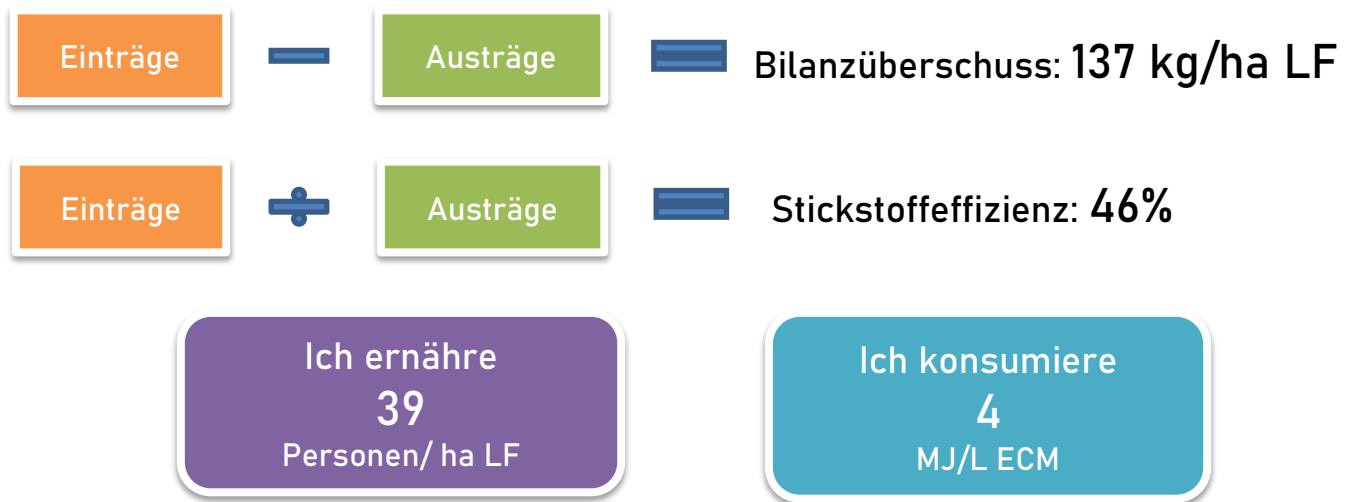 Einträge Austräge Bilanzüberschuss: 137 kg/ha LF
Einträge Austräge Stickstoffeffizienz: 46%
Ich ernähre
39
Personen/ ha LF
Ich konsumiere
4
MJ/L ECM